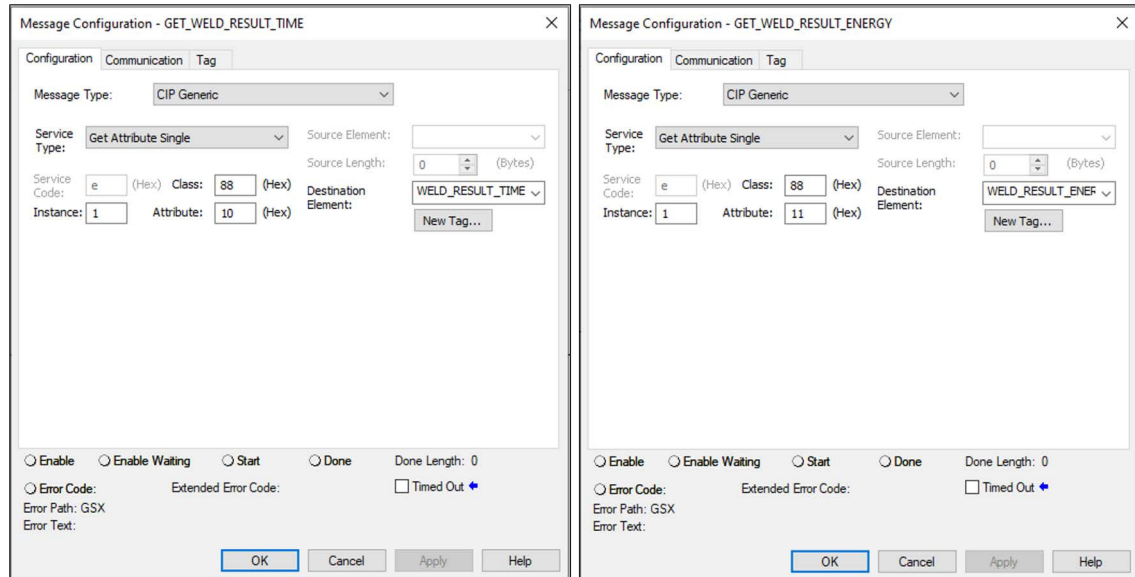 Message Configuration - GET_WELD_RESULT_TIME
Configuration Communication Tag
Message Type: CIP Generic
Service Type: Get Attribute Single
Source Element:
Source Length: 0 (Bytes)
Service Code: e (Hex) Class: 88 (Hex)
Destination Element: WELD_RESULT_TIME
Instance: 1 Attribute: 10 (Hex)
New Tag...
Enable Enable Waiting Start Done Done Length: 0
Error Code: Extended Error Code: Timed Out
Error Path: GSX
Error Text:
OK Cancel Apply Help
Message Configuration - GET_WELD_RESULT_ENERGY
Configuration Communication Tag
Message Type: CIP Generic
Service Type: Get Attribute Single
Source Element:
Source Length: 0 (Bytes)
Service Code: e (Hex) Class: 88 (Hex)
Destination Element: WELD_RESULT_ENER
Instance: 1 Attribute: 11 (Hex)
New Tag...
Enable Enable Waiting Start Done Done Length: 0
Error Code: Extended Error Code: Timed Out
Error Path: GSX
Error Text:
OK Cancel Apply Help